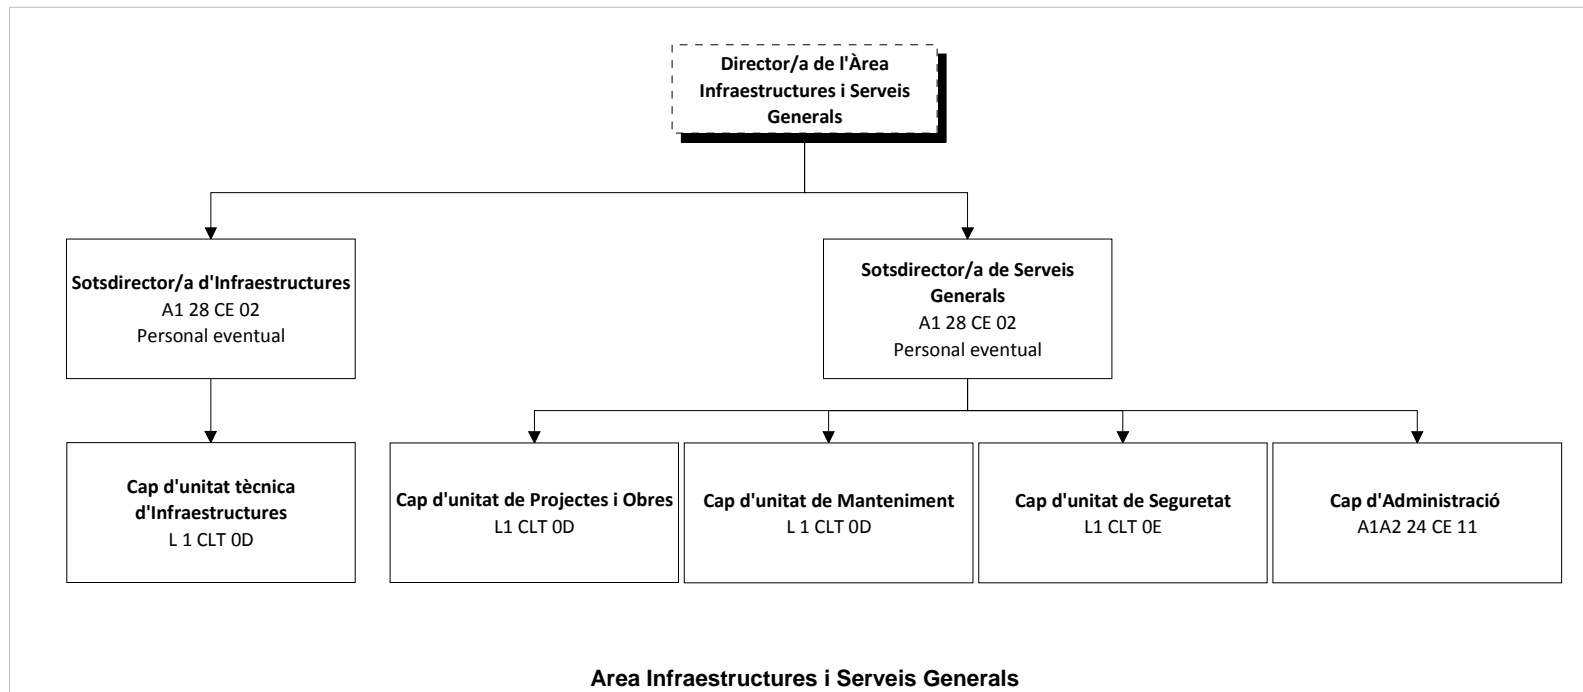 Director/a de l'Àrea
Infraestructures i Serveis
Generals
Sotsdirector/a d'Infraestructures
A1 28 CE 02
Personal eventual
Sotsdirector/a de Serveis
Generals
A1 28 CE 02
Personal eventual
Cap d'unitat tècnica
d'Infraestructures
L 1 CLT 0D
Cap d'unitat de Projectes i Obres
L1 CLT 0D
Cap d'unitat de Manteniment
L 1 CLT 0D
Cap d'unitat de Seguretat
L1 CLT 0E
Cap d'Administració
A1A2 24 CE 11
Area Infraestructures i Serveis Generals